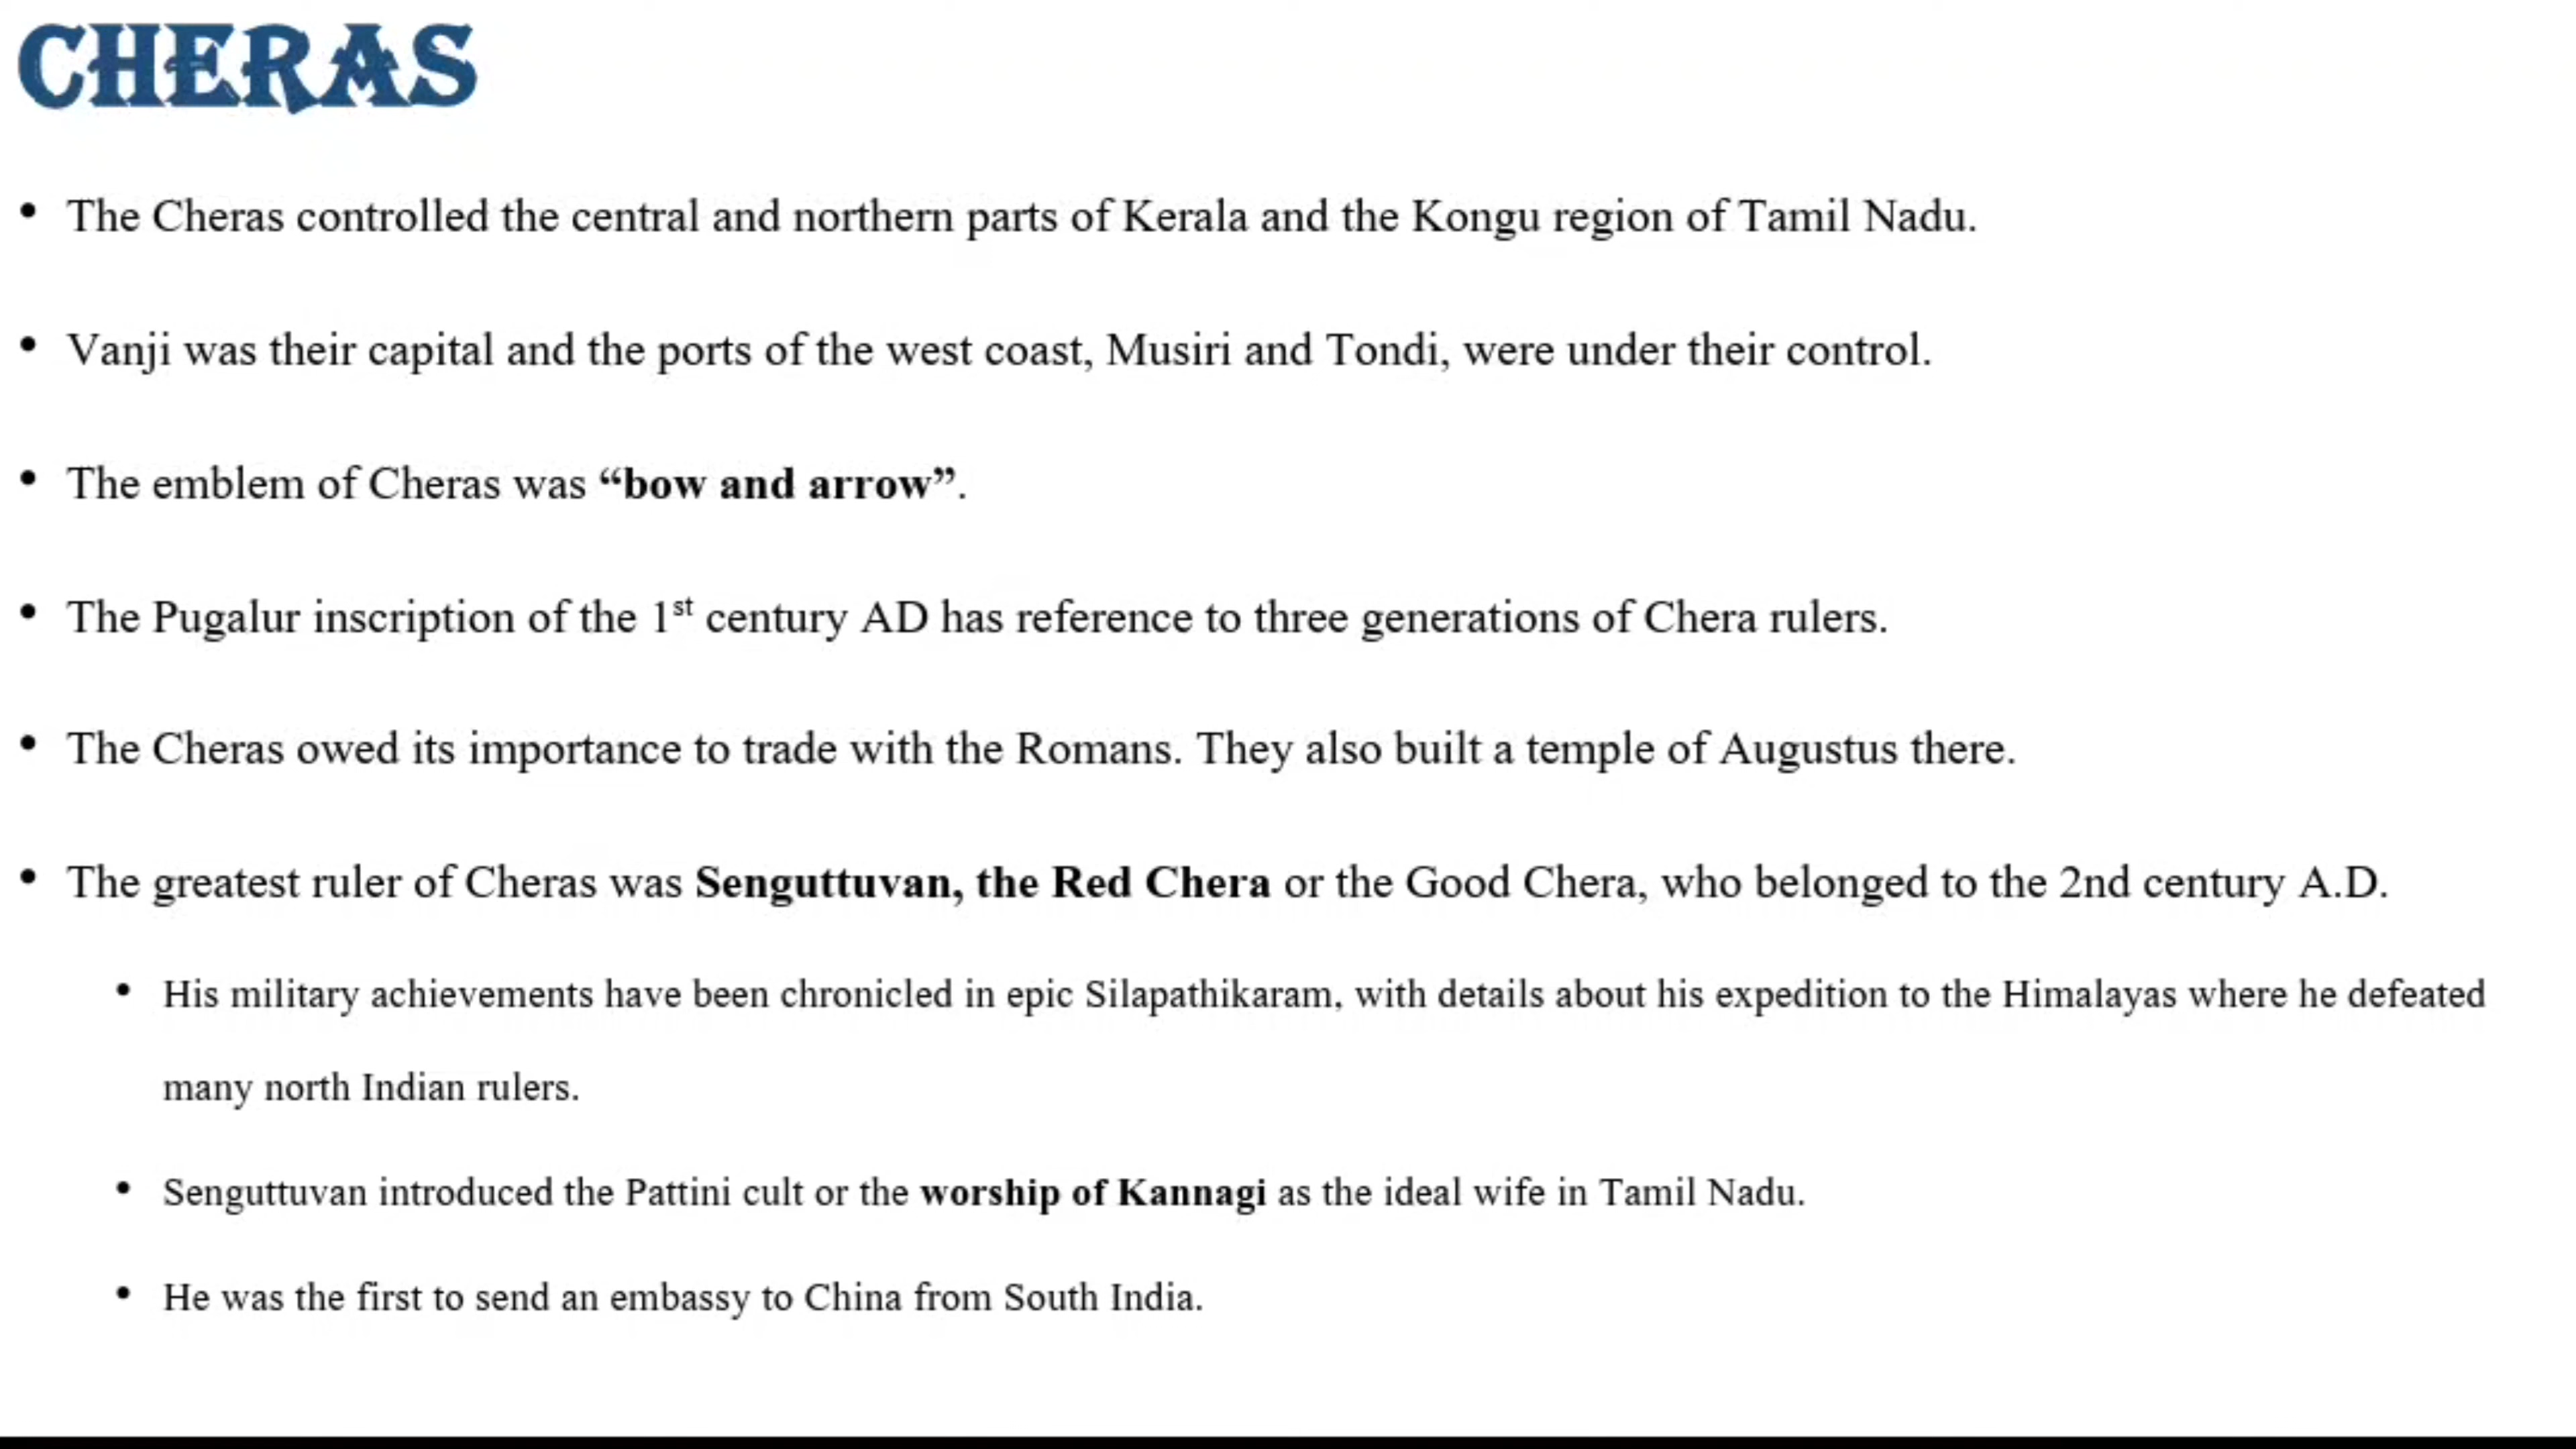 CHERAS
• The Cheras controlled the central and northern parts of Kerala and the Kongu region of Tamil Nadu.
• Vanji was their capital and the ports of the west coast, Musiri and Tondi, were under their control.
• The emblem of Cheras was “bow and arrow”.
• The Pugalur inscription of the 1st century AD has reference to three generations of Chera rulers.
• The Cheras owed its importance to trade with the Romans. They also built a temple of Augustus there.
• The greatest ruler of Cheras was Senguttuvan, the Red Chera or the Good Chera, who belonged to the 2nd century A.D.
• His military achievements have been chronicled in epic Silapathikaram, with details about his expedition to the Himalayas where he defeated
many north Indian rulers.
• Senguttuvan introduced the Pattini cult or the worship of Kannagi as the ideal wife in Tamil Nadu.
• He was the first to send an embassy to China from South India.